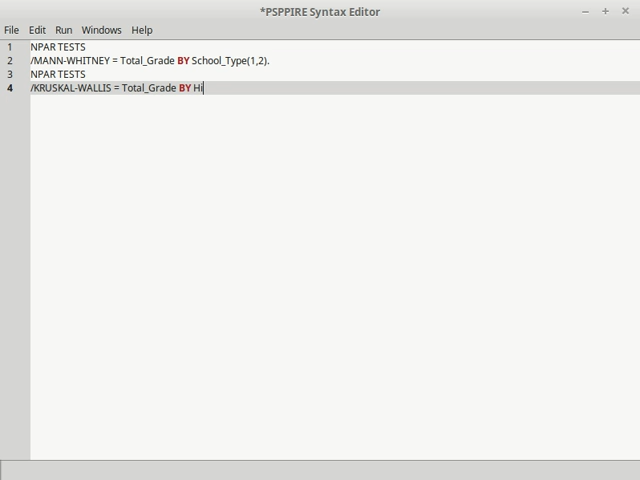 *PSPPIRE Syntax Editor
File Edit Run Windows Help
1 NPAR TESTS
2 /MANN-WHITNEY = Total_Grade BY School_Type(1,2).
3 NPAR TESTS
4 /KRUSKAL-WALLIS = Total_Grade BY Hi